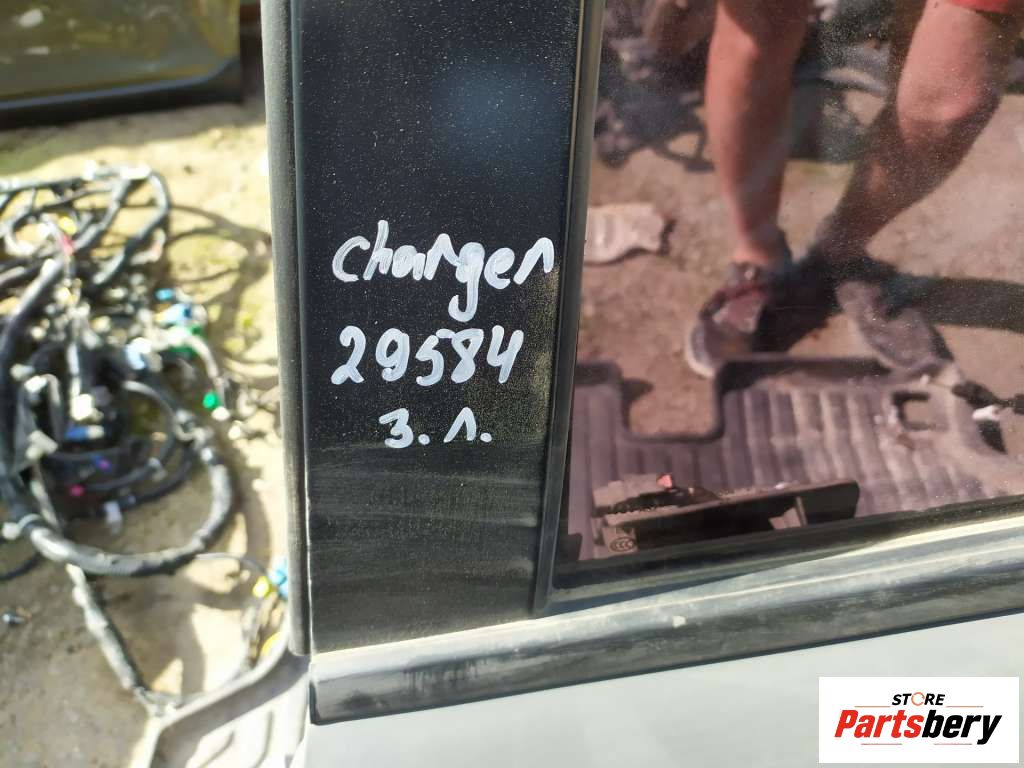 Charger
29584
З.Л.
STORE
Partsbery